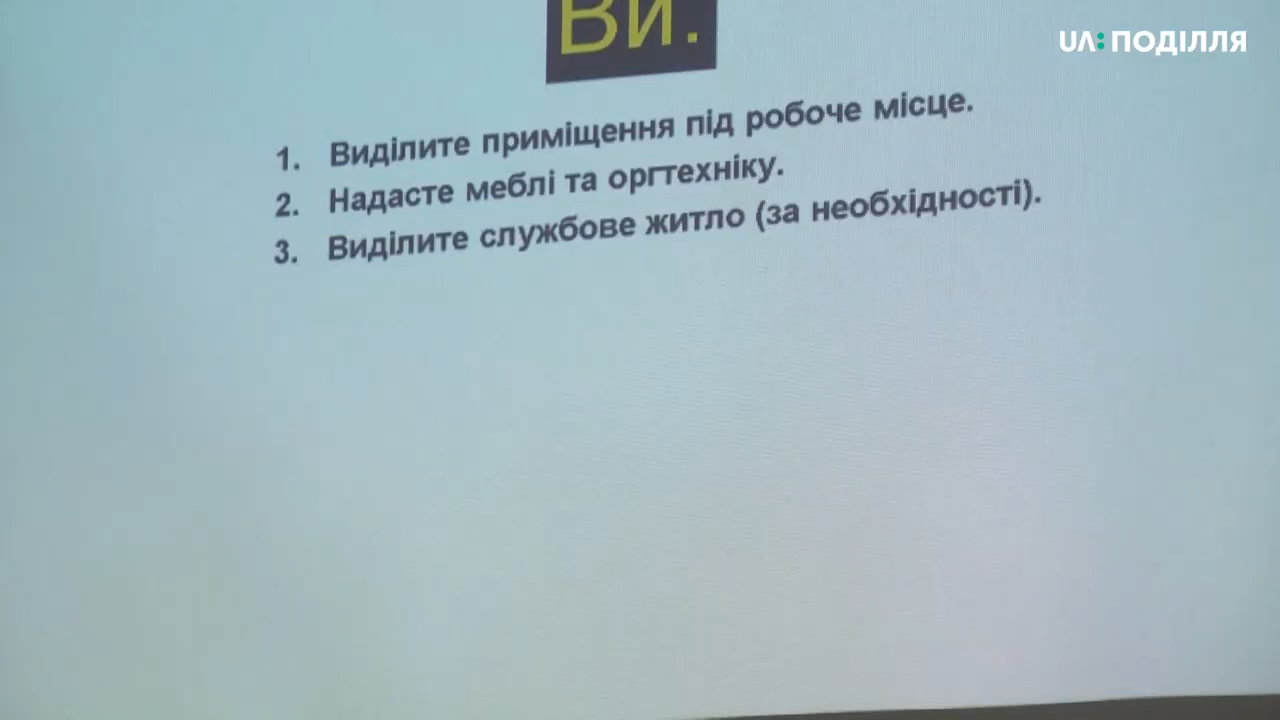 UA: ПОДІЛЛЯ
Ви.
1. Виділите приміщення під робоче місце.
2. Надасте меблі та оргтехніку.
3. Виділите службове житло (за необхідності).